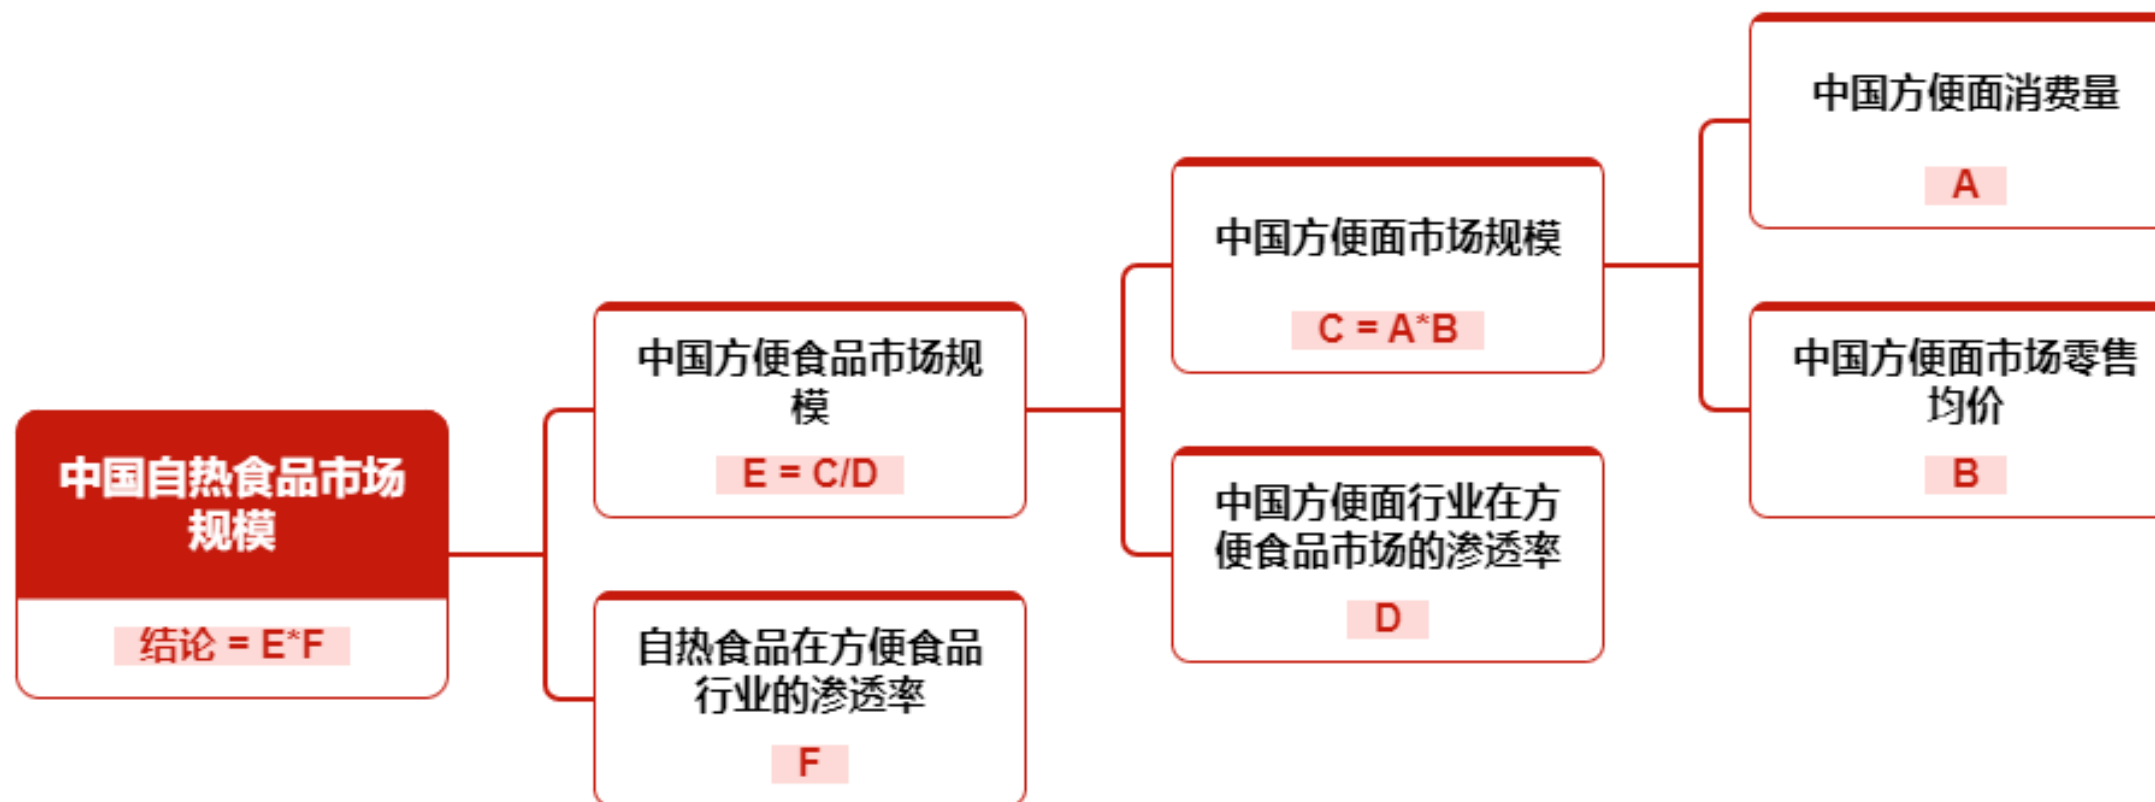 中国自热食品市场
规模
结论 = E*F
中国方便食品市场规
模
E = C/D
自热食品在方便食品
行业的渗透率
F
中国方便面市场规模
C = A*B
中国方便面行业在方
便食品市场的渗透率
D
中国方便面消费量
A
中国方便面市场零售
均价
B